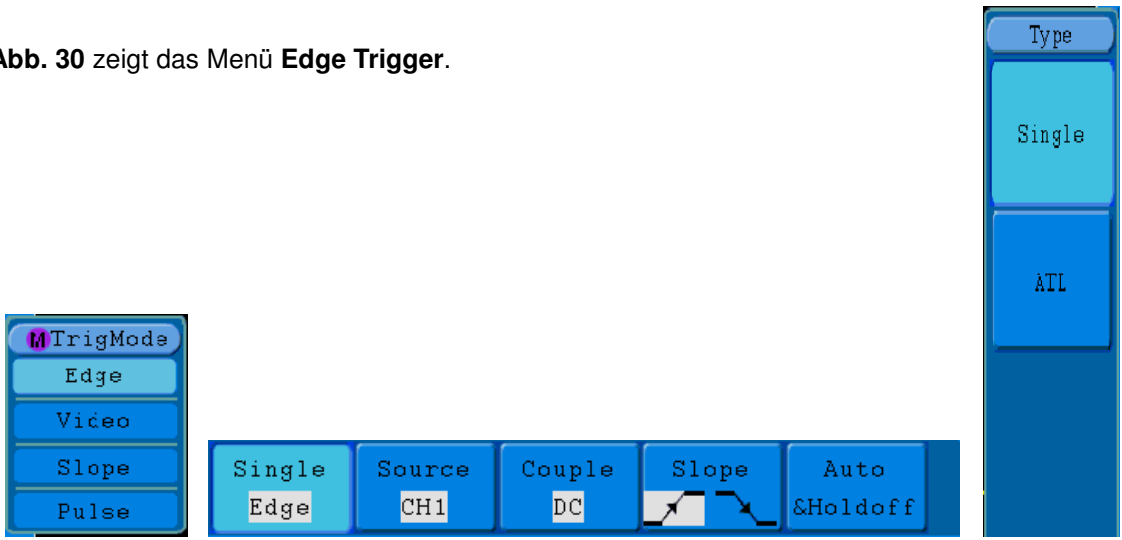 Abb. 30 zeigt das Menü Edge Trigger.
Type
Single
ATL
MTrigMode
Edge
Video
Slope
Pulse
Single
Edge
Source
CH1
Couple
DC
Slope
Auto
&Holdoff